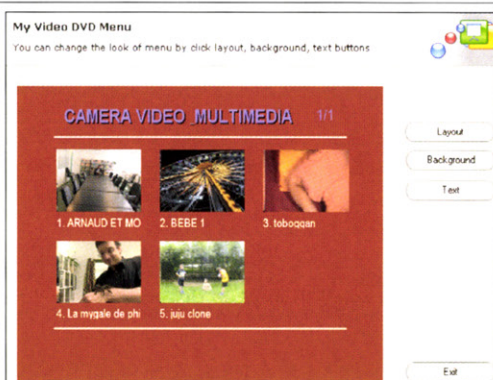 My Video DVD Menu
You can change the look of menu by click layout, background, text buttons
CAMERA VIDEO_MULTIMEDIA 1/1
1. ARNAUD ET MO
2. BEBE 1
3. toboggan
4. La mygale de phi
5. juju clone
Layout
Background
Text
Exit